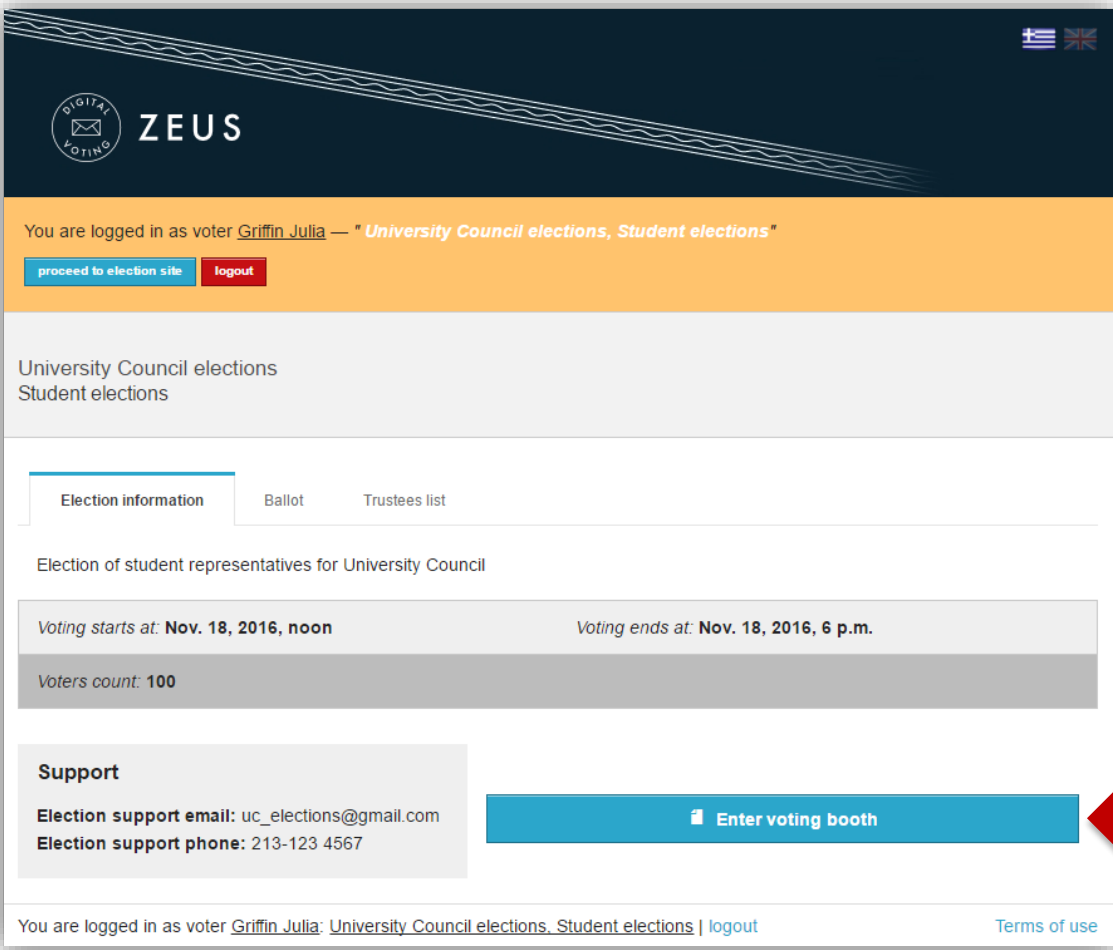 DIGITAL VOTING
ZEUS
You are logged in as voter Griffin Julia — " University Council elections, Student elections"
proceed to election site logout
University Council elections
Student elections
Election information Ballot Trustees list
Election of student representatives for University Council
Voting starts at: Nov. 18, 2016, noon Voting ends at: Nov. 18, 2016, 6 p.m.
Voters count: 100
Support
Election support email: uc_elections@gmail.com
Election support phone: 213-123 4567
Enter voting booth
You are logged in as voter Griffin Julia: University Council elections, Student elections | logout Terms of use